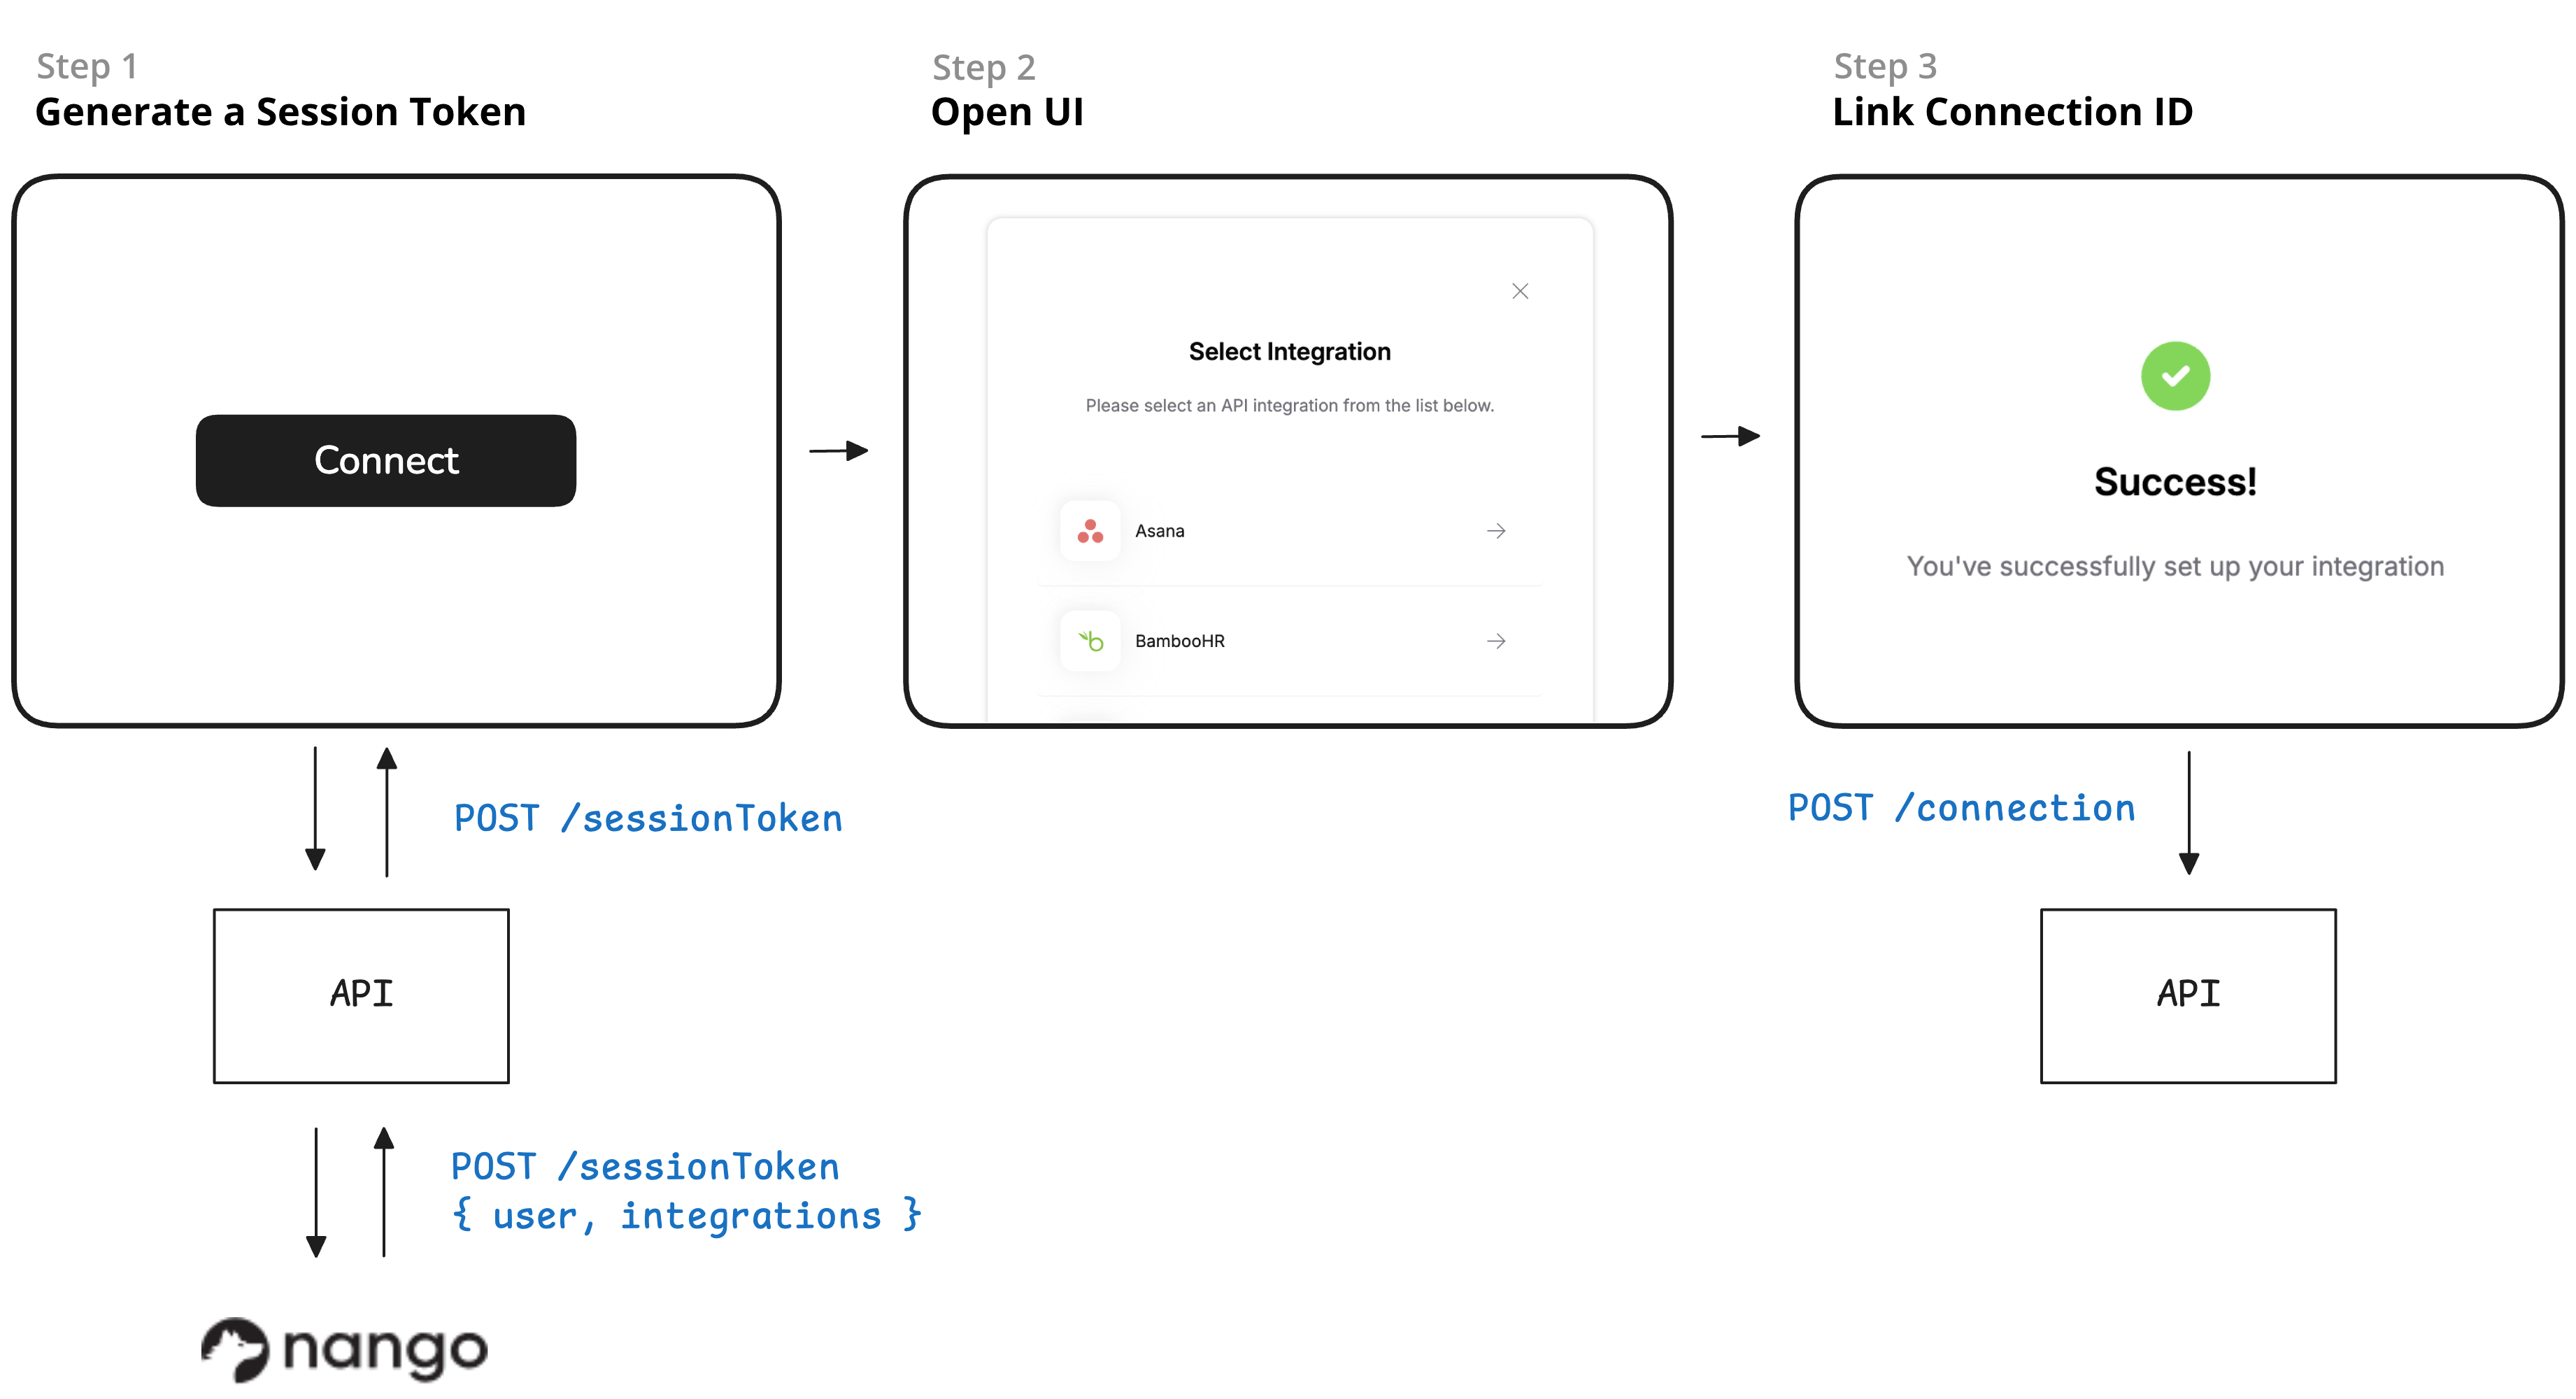 Step 1
Generate a Session Token
Connect
POST /sessionToken
API
POST /sessionToken
{ user, integrations }
nango
Step 2
Open UI
Select Integration
Please select an API integration from the list below.
Asana
BambooHR
Step 3
Link Connection ID
Success!
You've successfully set up your integration
POST /connection
API